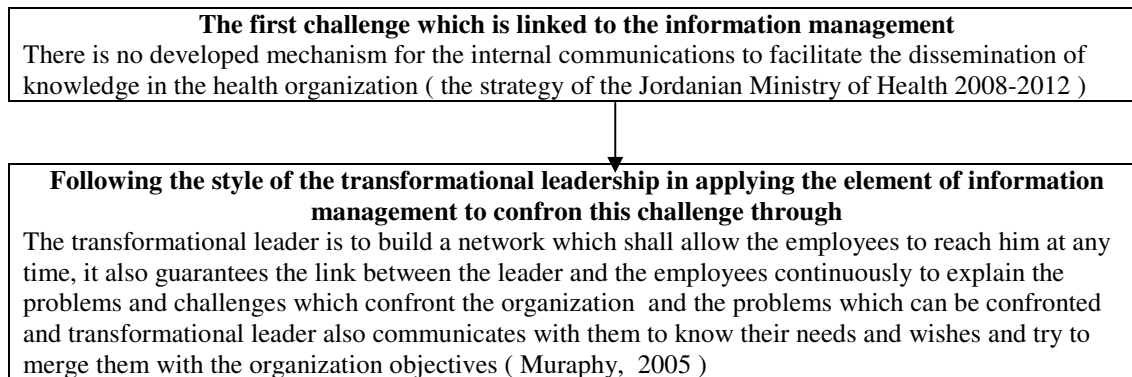 The first challenge which is linked to the information management
There is no developed mechanism for the internal communications to facilitate the dissemination of
knowledge in the health organization ( the strategy of the Jordanian Ministry of Health 2008-2012 )
Following the style of the transformational leadership in applying the element of information
management to confron this challenge through
The transformational leader is to build a network which shall allow the employees to reach him at any
time, it also guarantees the link between the leader and the employees continuously to explain the
problems and challenges which confront the organization and the problems which can be confronted
and transformational leader also communicates with them to know their needs and wishes and try to
merge them with the organization objectives ( Muraphy, 2005 )